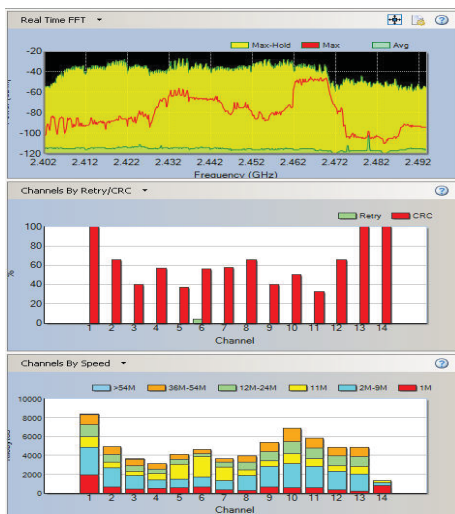 Real Time FFT
Max-Hold Max Avg
-20
-40
-60
-80
-100
-120
2.402 2.412 2.422 2.432 2.442 2.452 2.462 2.472 2.482 2.492
Frequency (GHz)
Channels By Retry/CRC
Retry CRC
100
80
60
40
20
0
%
1 2 3 4 5 6 7 8 9 10 11 12 13 14
Channel
Channels By Speed
>54M 36M-54M 12M-24M 11M 2M-9M 1M
10000
8000
6000
4000
2000
0
1 2 3 4 5 6 7 8 9 10 11 12 13 14
Channel